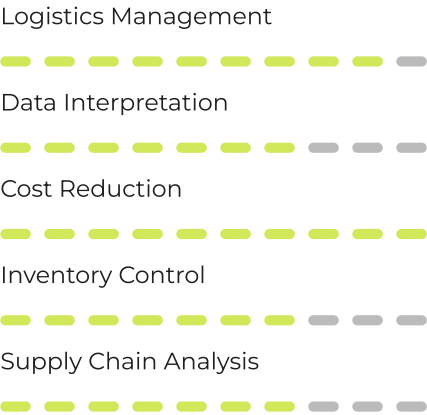 Logistics Management
Data Interpretation
Cost Reduction
Inventory Control
Supply Chain Analysis